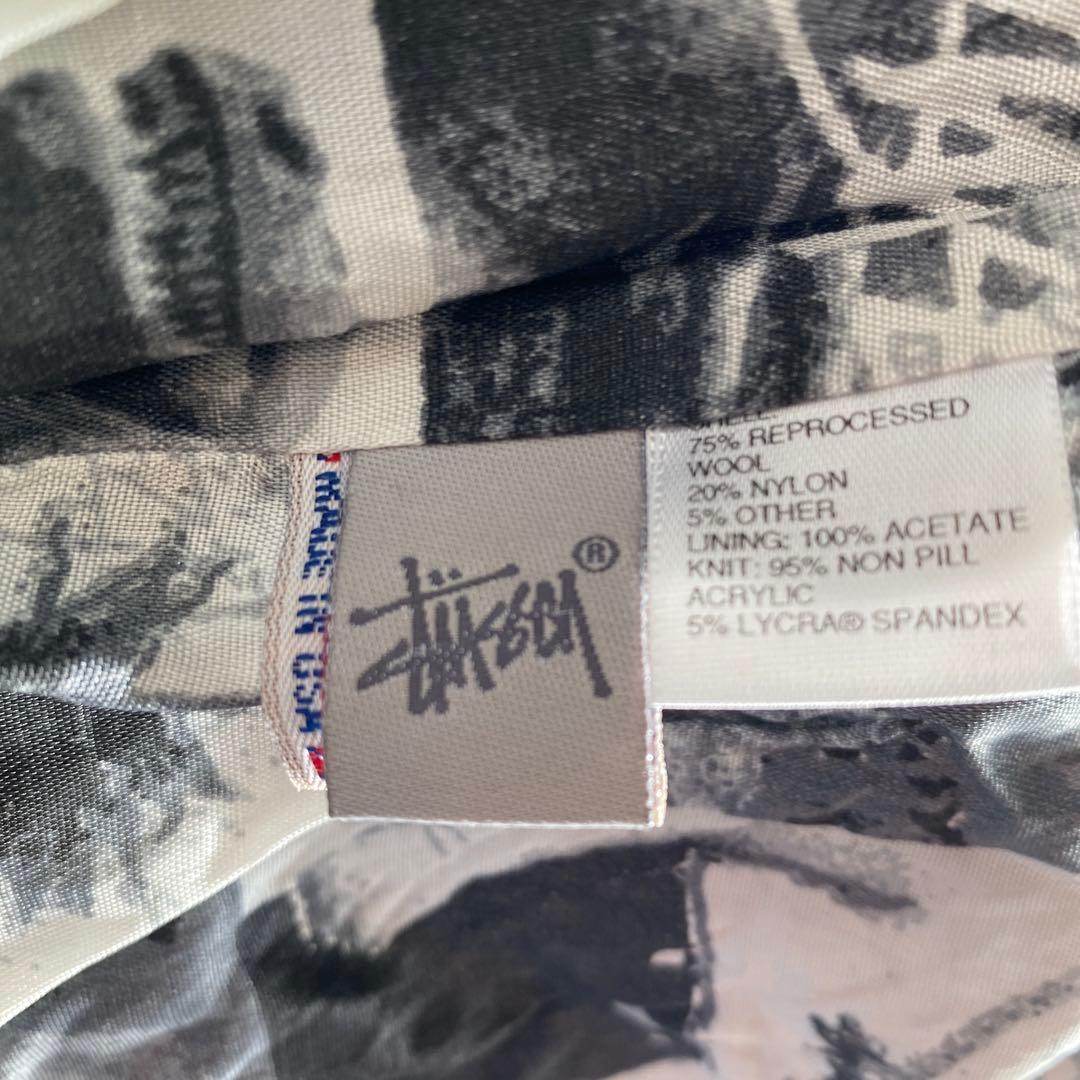 MADE IN USA
STÜSSY®
SHELL:
75% REPROCESSED
WOOL
20% NYLON
5% OTHER
LINING: 100% ACETATE
KNIT: 95% NON PILL
ACRYLIC
5% LYCRA® SPANDEX